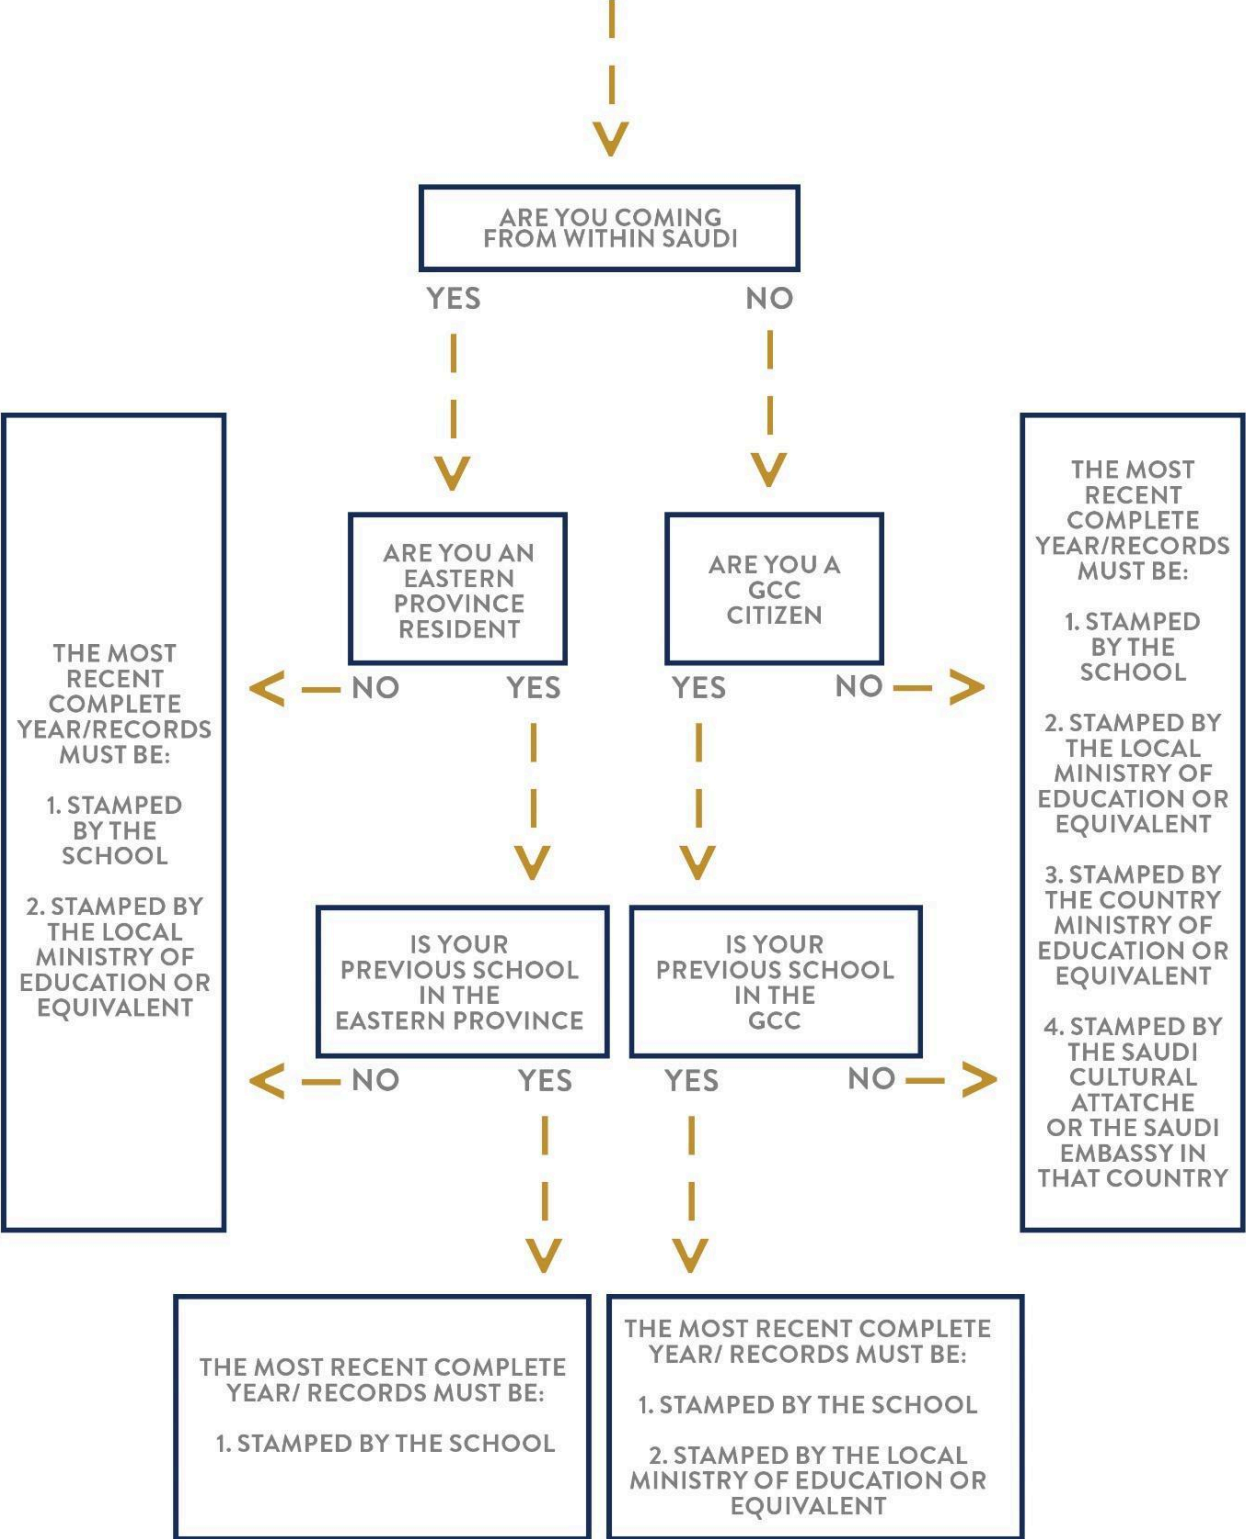 ARE YOU COMING
FROM WITHIN SAUDI
YES
NO
ARE YOU AN
EASTERN
PROVINCE
RESIDENT
ARE YOU A
GCC
CITIZEN
NO
YES
YES
NO
THE MOST
RECENT
COMPLETE
YEAR/RECORDS
MUST BE:
1. STAMPED
BY THE
SCHOOL
2. STAMPED BY
THE LOCAL
MINISTRY OF
EDUCATION OR
EQUIVALENT
THE MOST
RECENT
COMPLETE
YEAR/RECORDS
MUST BE:
1. STAMPED
BY THE
SCHOOL
2. STAMPED BY
THE LOCAL
MINISTRY OF
EDUCATION OR
EQUIVALENT
3. STAMPED BY
THE COUNTRY
MINISTRY OF
EDUCATION OR
EQUIVALENT
4. STAMPED BY
THE SAUDI
CULTURAL
ATTATCHE
OR THE SAUDI
EMBASSY IN
THAT COUNTRY
IS YOUR
PREVIOUS SCHOOL
IN THE
EASTERN PROVINCE
IS YOUR
PREVIOUS SCHOOL
IN THE
GCC
NO
YES
YES
NO
THE MOST RECENT COMPLETE
YEAR/ RECORDS MUST BE:
1. STAMPED BY THE SCHOOL
THE MOST RECENT COMPLETE
YEAR/ RECORDS MUST BE:
1. STAMPED BY THE SCHOOL
2. STAMPED BY THE LOCAL
MINISTRY OF EDUCATION OR
EQUIVALENT